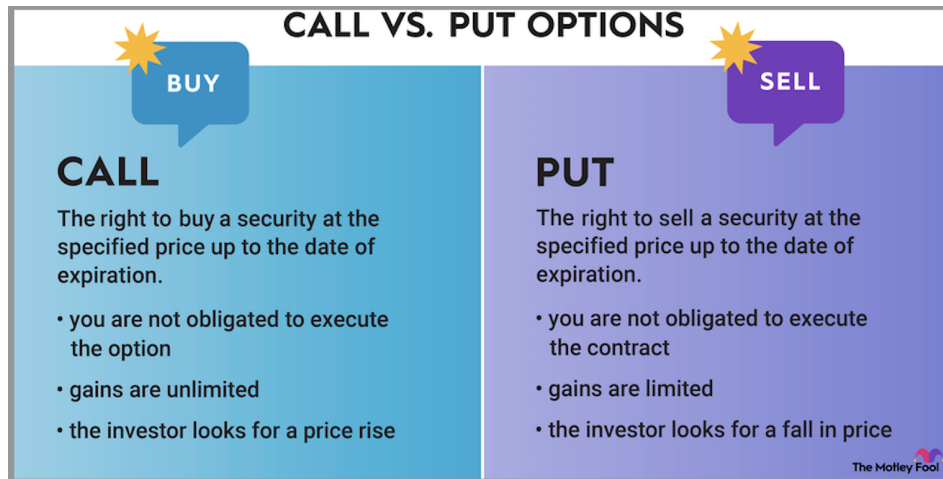 CALL VS. PUT OPTIONS
BUY
CALL
The right to buy a security at the
specified price up to the date of
expiration.
• you are not obligated to execute
the option
• gains are unlimited
• the investor looks for a price rise
SELL
PUT
The right to sell a security at the
specified price up to the date of
expiration.
• you are not obligated to execute
the contract
• gains are limited
• the investor looks for a fall in price
The Motley Fool